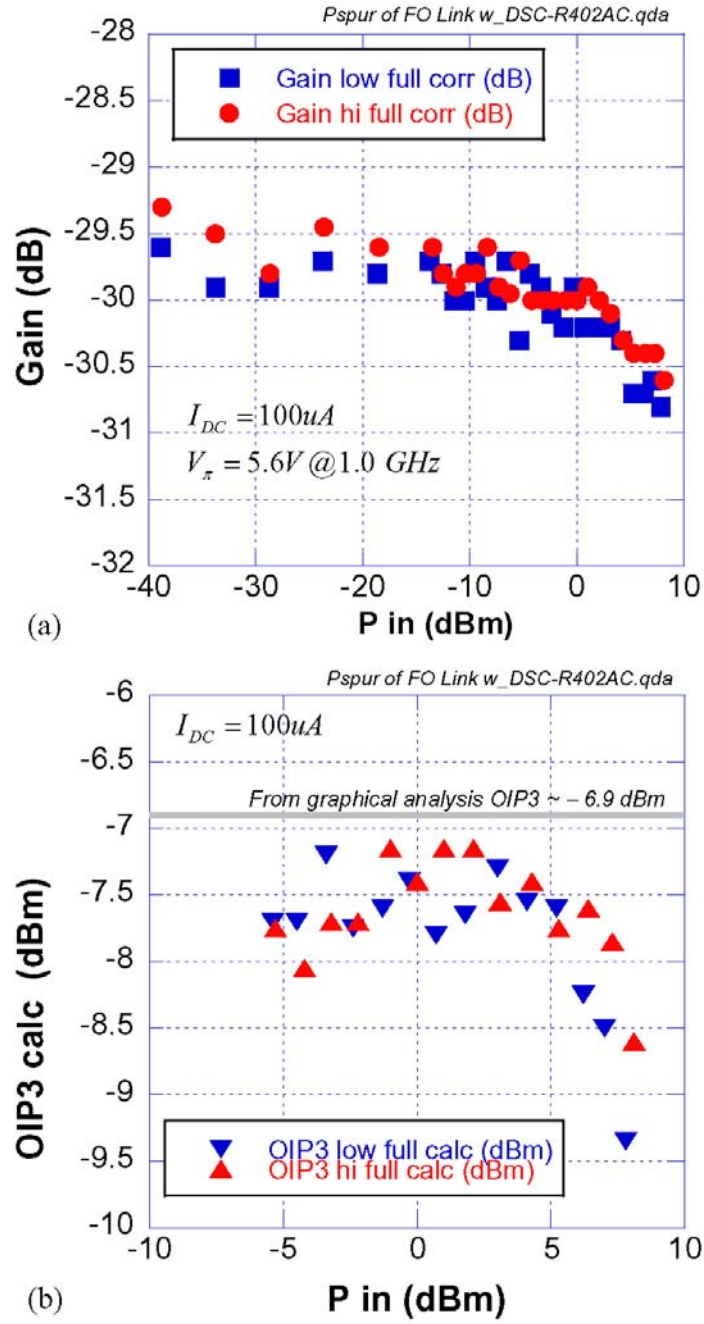 Pspur of FO Link w_DSC-R402AC.qda
-28
Gain low full corr (dB)
Gain hi full corr (dB)
-28.5
-29
-29.5
-30
-30.5
-31
-31.5
-32
Gain (dB)
I_DC = 100uA
V_π = 5.6V @1.0 GHz
-40 -30 -20 -10 0 10
P in (dBm)
(a)
Pspur of FO Link w_DSC-R402AC.qda
-6
I_DC = 100uA
-6.5
From graphical analysis OIP3 ~ – 6.9 dBm
-7
-7.5
-8
-8.5
-9
-9.5
-10
OIP3 calc (dBm)
OIP3 low full calc (dBm)
OIP3 hi full calc (dBm)
-10 -5 0 5 10
P in (dBm)
(b)